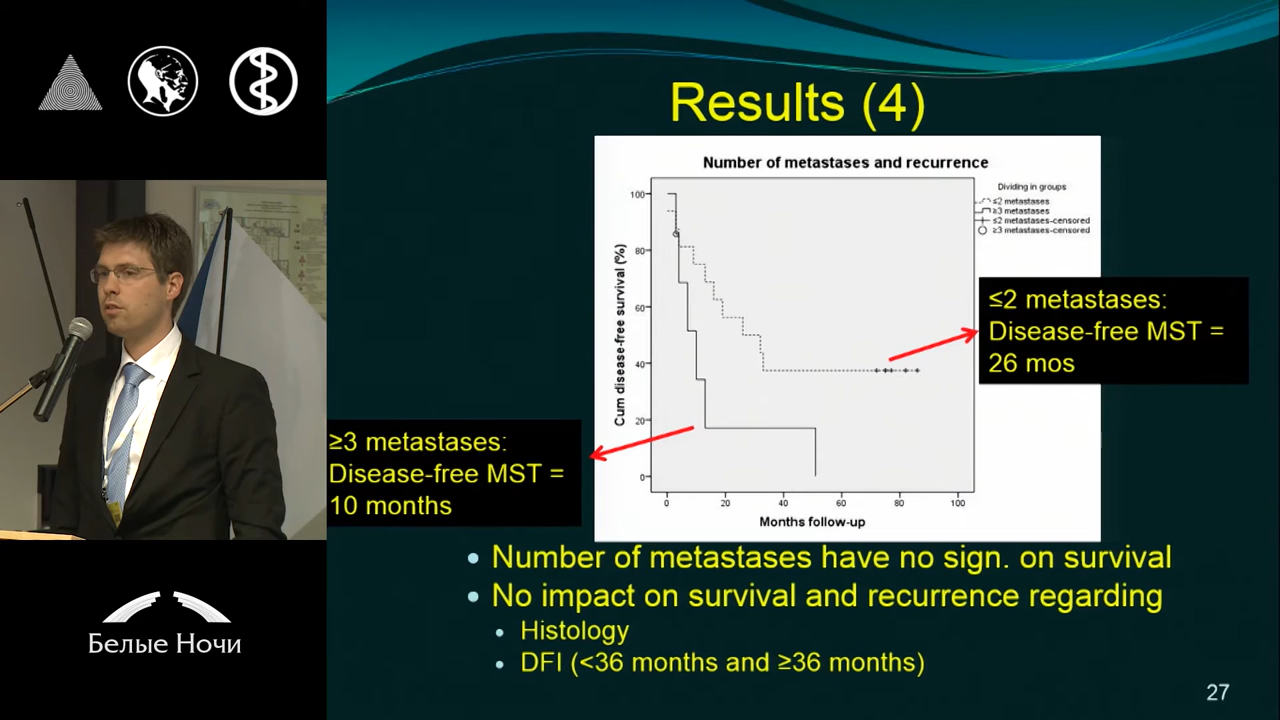 Results (4)
Number of metastases and recurrence
Dividing in groups
≤2 metastases
≥3 metastases
≤2 metastases-censored
≥3 metastases-censored
Cum disease-free survival (%)
100
80
60
40
20
0
0 20 40 60 80 100
Months follow-up
≤2 metastases:
Disease-free MST =
26 mos
≥3 metastases:
Disease-free MST =
10 months
• Number of metastases have no sign. on survival
• No impact on survival and recurrence regarding
• Histology
• DFI (<36 months and ≥36 months)
27
Белые Ночи